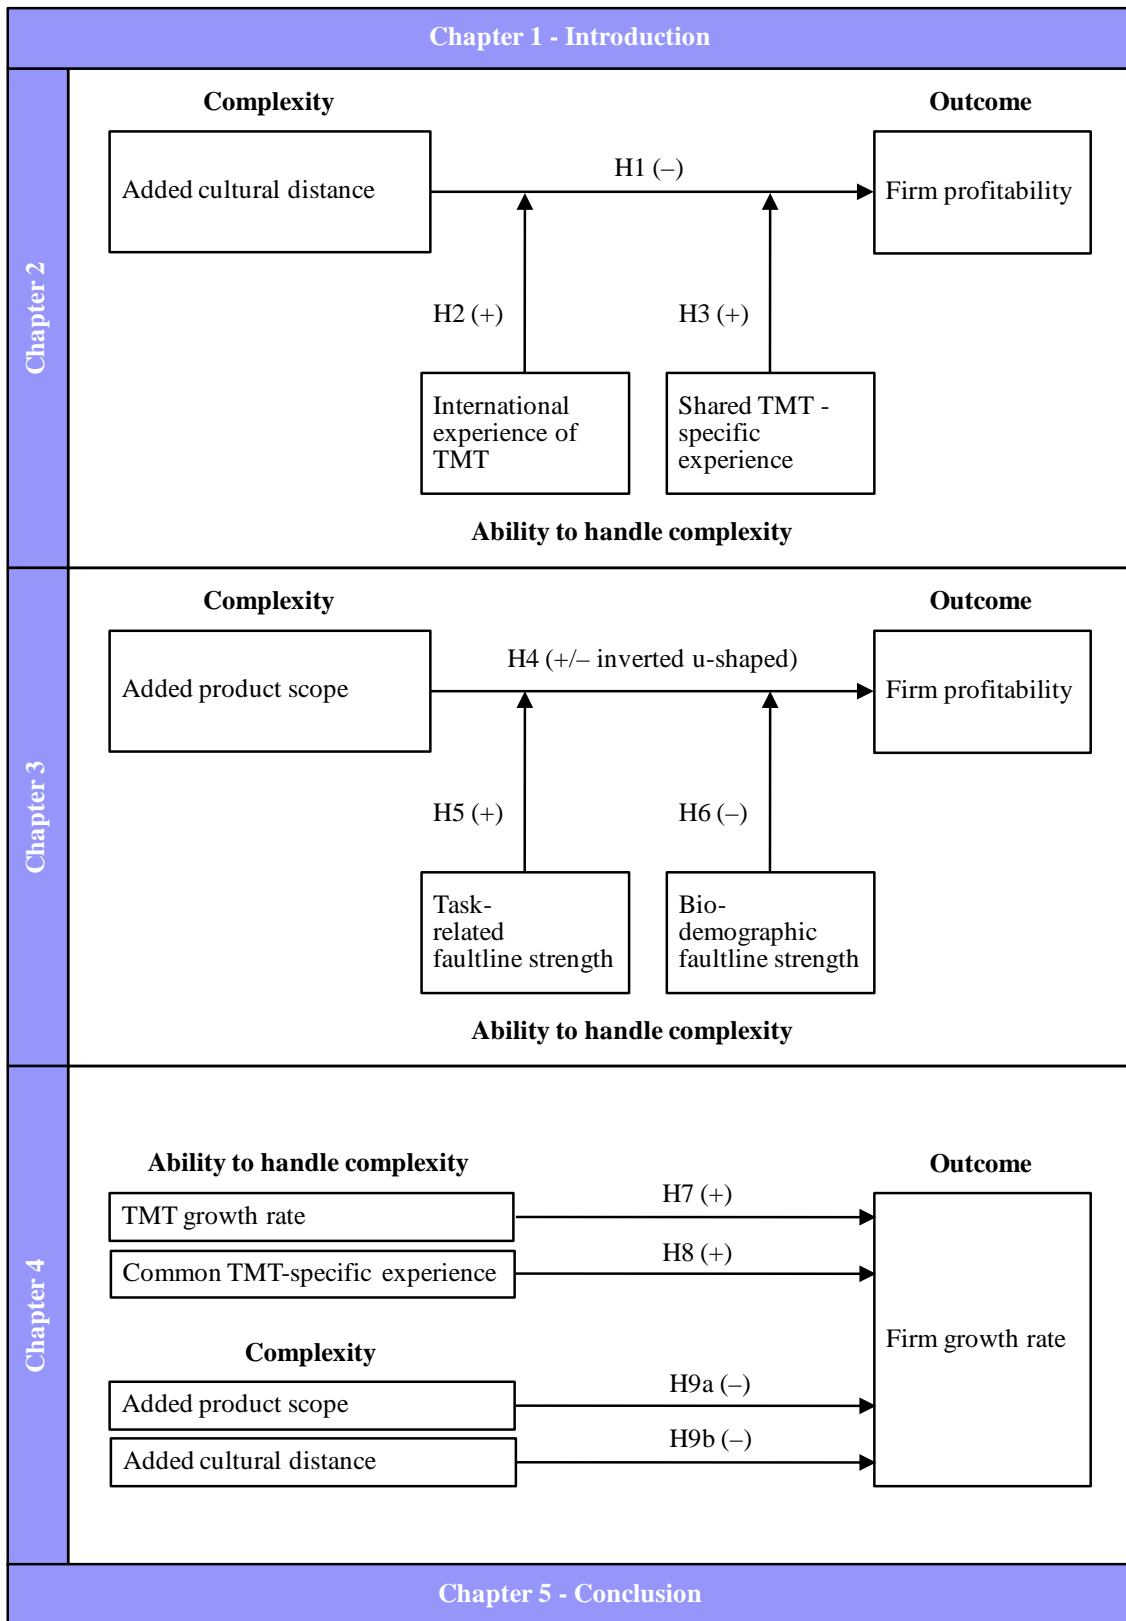 Chapter 1 - Introduction
Chapter 2
Complexity
Outcome
Added cultural distance
H1 (–)
Firm profitability
H2 (+)
H3 (+)
International
experience of
TMT
Shared TMT -
specific
experience
Ability to handle complexity
Chapter 3
Complexity
Outcome
Added product scope
H4 (+/– inverted u-shaped)
Firm profitability
H5 (+)
H6 (–)
Task-
related
faultline strength
Bio-
demographic
faultline strength
Ability to handle complexity
Chapter 4
Ability to handle complexity
Outcome
TMT growth rate
H7 (+)
Common TMT-specific experience
H8 (+)
Firm growth rate
Complexity
Added product scope
H9a (–)
Added cultural distance
H9b (–)
Chapter 5 - Conclusion